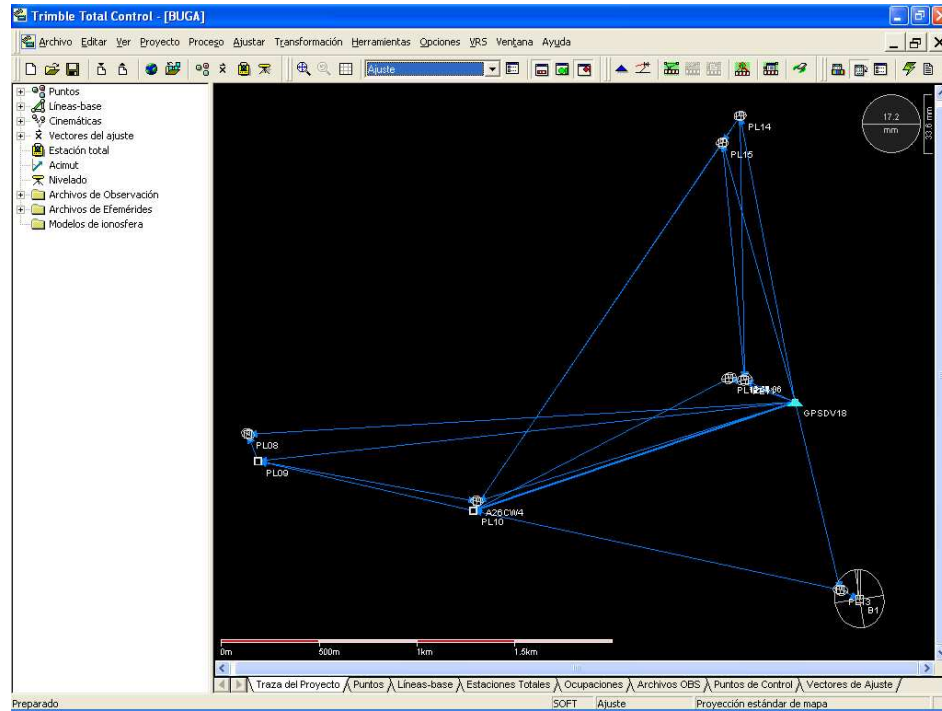 Trimble Total Control - [BUGA]
Archivo Editar Ver Proyecto Proceso Ajustar Transformación Herramientas Opciones VRS Ventana Ayuda
Ajuste
Puntos
Líneas-base
Cinemáticas
Vectores del ajuste
Estación total
Acimut
Nivelado
Archivos de Observación
Archivos de Efemérides
Modelos de ionosfera
17.2
mm
33.6 mm
PL14
PL15
GPSDV18
PL08
PL09
A26CW4
PL10
B1
0m 500m 1km 1.5km
Traza del Proyecto Puntos Líneas-base Estaciones Totales Ocupaciones Archivos OBS Puntos de Control Vectores de Ajuste
Preparado SOFT Ajuste Proyección estándar de mapa